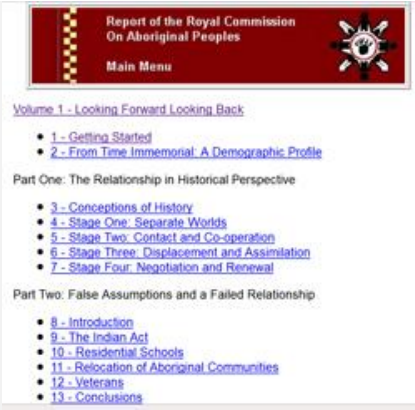 Report of the Royal Commission
On Aboriginal Peoples
Main Menu
Volume 1 - Looking Forward Looking Back
1 - Getting Started
2 - From Time Immemorial: A Demographic Profile
Part One: The Relationship in Historical Perspective
3 - Conceptions of History
4 - Stage One: Separate Worlds
5 - Stage Two: Contact and Co-operation
6 - Stage Three: Displacement and Assimilation
7 - Stage Four: Negotiation and Renewal
Part Two: False Assumptions and a Failed Relationship
8 - Introduction
9 - The Indian Act
10 - Residential Schools
11 - Relocation of Aboriginal Communities
12 - Veterans
13 - Conclusions